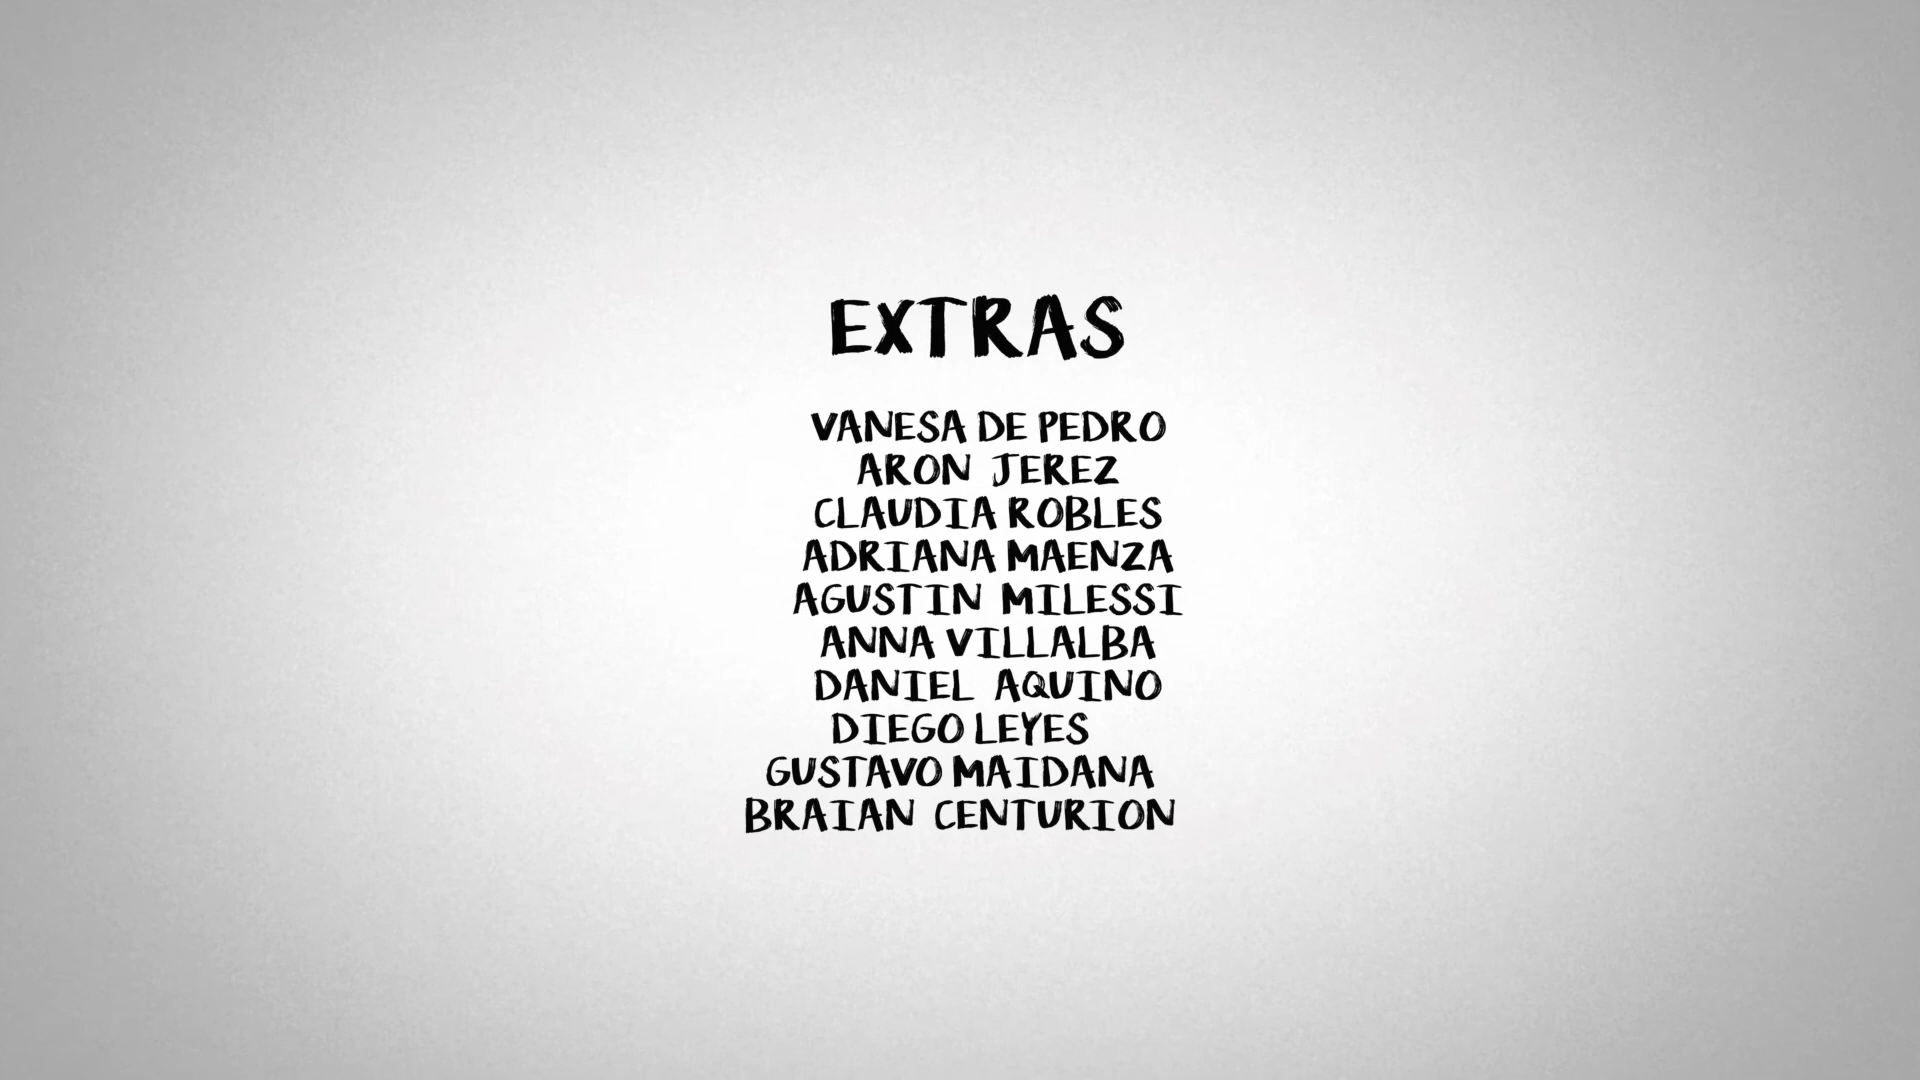 EXTRAS
VANESA DE PEDRO
ARON JEREZ
CLAUDIA ROBLES
ADRIANA MAENZA
AGUSTIN MILESSI
ANNA VILLALBA
DANIEL AQUINO
DIEGO LEYES
GUSTAVO MAIDANA
BRAIAN CENTURION